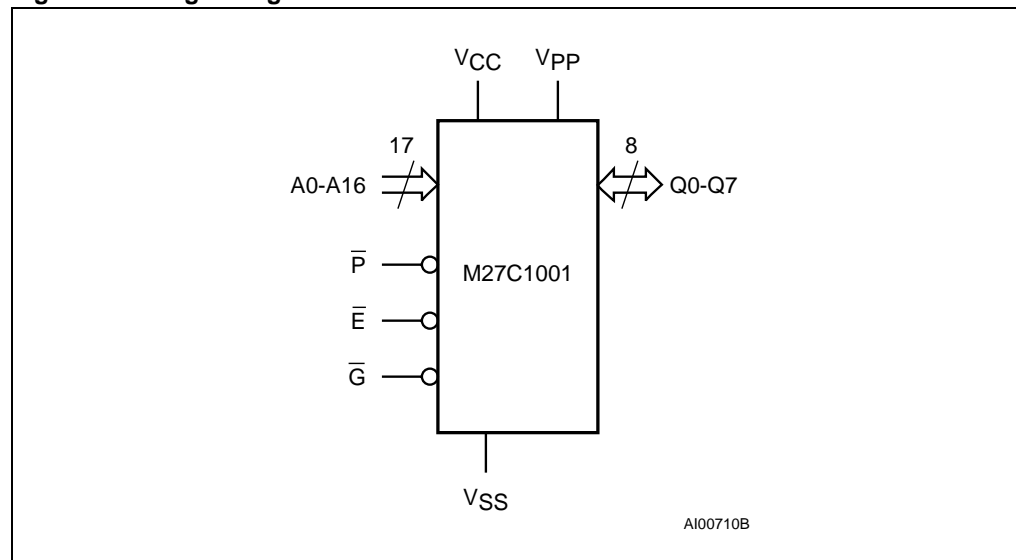 VCC VPP
17
8
A0-A16
Q0-Q7
P̅
M27C1001
E̅
G̅
VSS
AI00710B